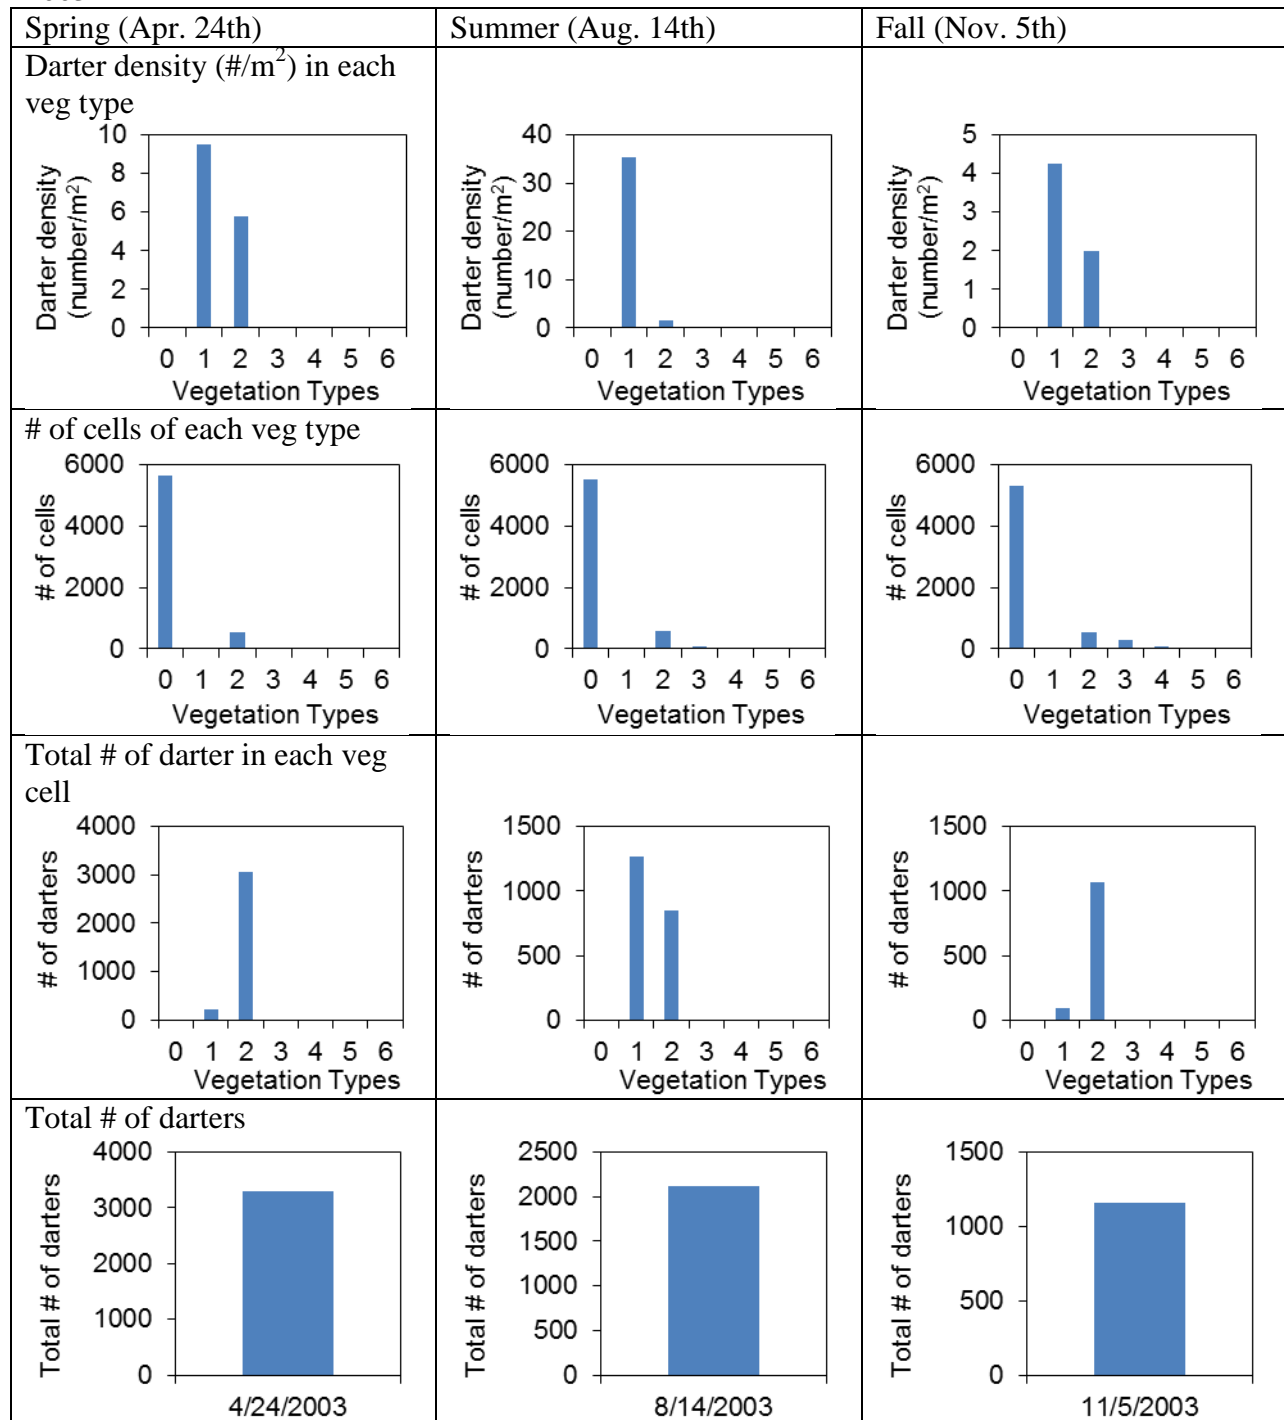 Spring (Apr. 24th)
Summer (Aug. 14th)
Fall (Nov. 5th)
Darter density (#/m²) in each
veg type
Darter density
(number/m²)
10
8
6
4
2
0
0 1 2 3 4 5 6
Vegetation Types
Darter density
(number/m²)
40
30
20
10
0
0 1 2 3 4 5 6
Vegetation Types
Darter density
(number/m²)
5
4
3
2
1
0
0 1 2 3 4 5 6
Vegetation Types
# of cells of each veg type
# of cells
6000
4000
2000
0
0 1 2 3 4 5 6
Vegetation Types
# of cells
6000
4000
2000
0
0 1 2 3 4 5 6
Vegetation Types
# of cells
6000
4000
2000
0
0 1 2 3 4 5 6
Vegetation Types
Total # of darter in each veg
cell
# of darters
4000
3000
2000
1000
0
0 1 2 3 4 5 6
Vegetation Types
# of darters
1500
1000
500
0
0 1 2 3 4 5 6
Vegetation Types
# of darters
1500
1000
500
0
0 1 2 3 4 5 6
Vegetation Types
Total # of darters
Total # of darters
4000
3000
2000
1000
0
4/24/2003
Total # of darters
2500
2000
1500
1000
500
0
8/14/2003
Total # of darters
1500
1000
500
0
11/5/2003